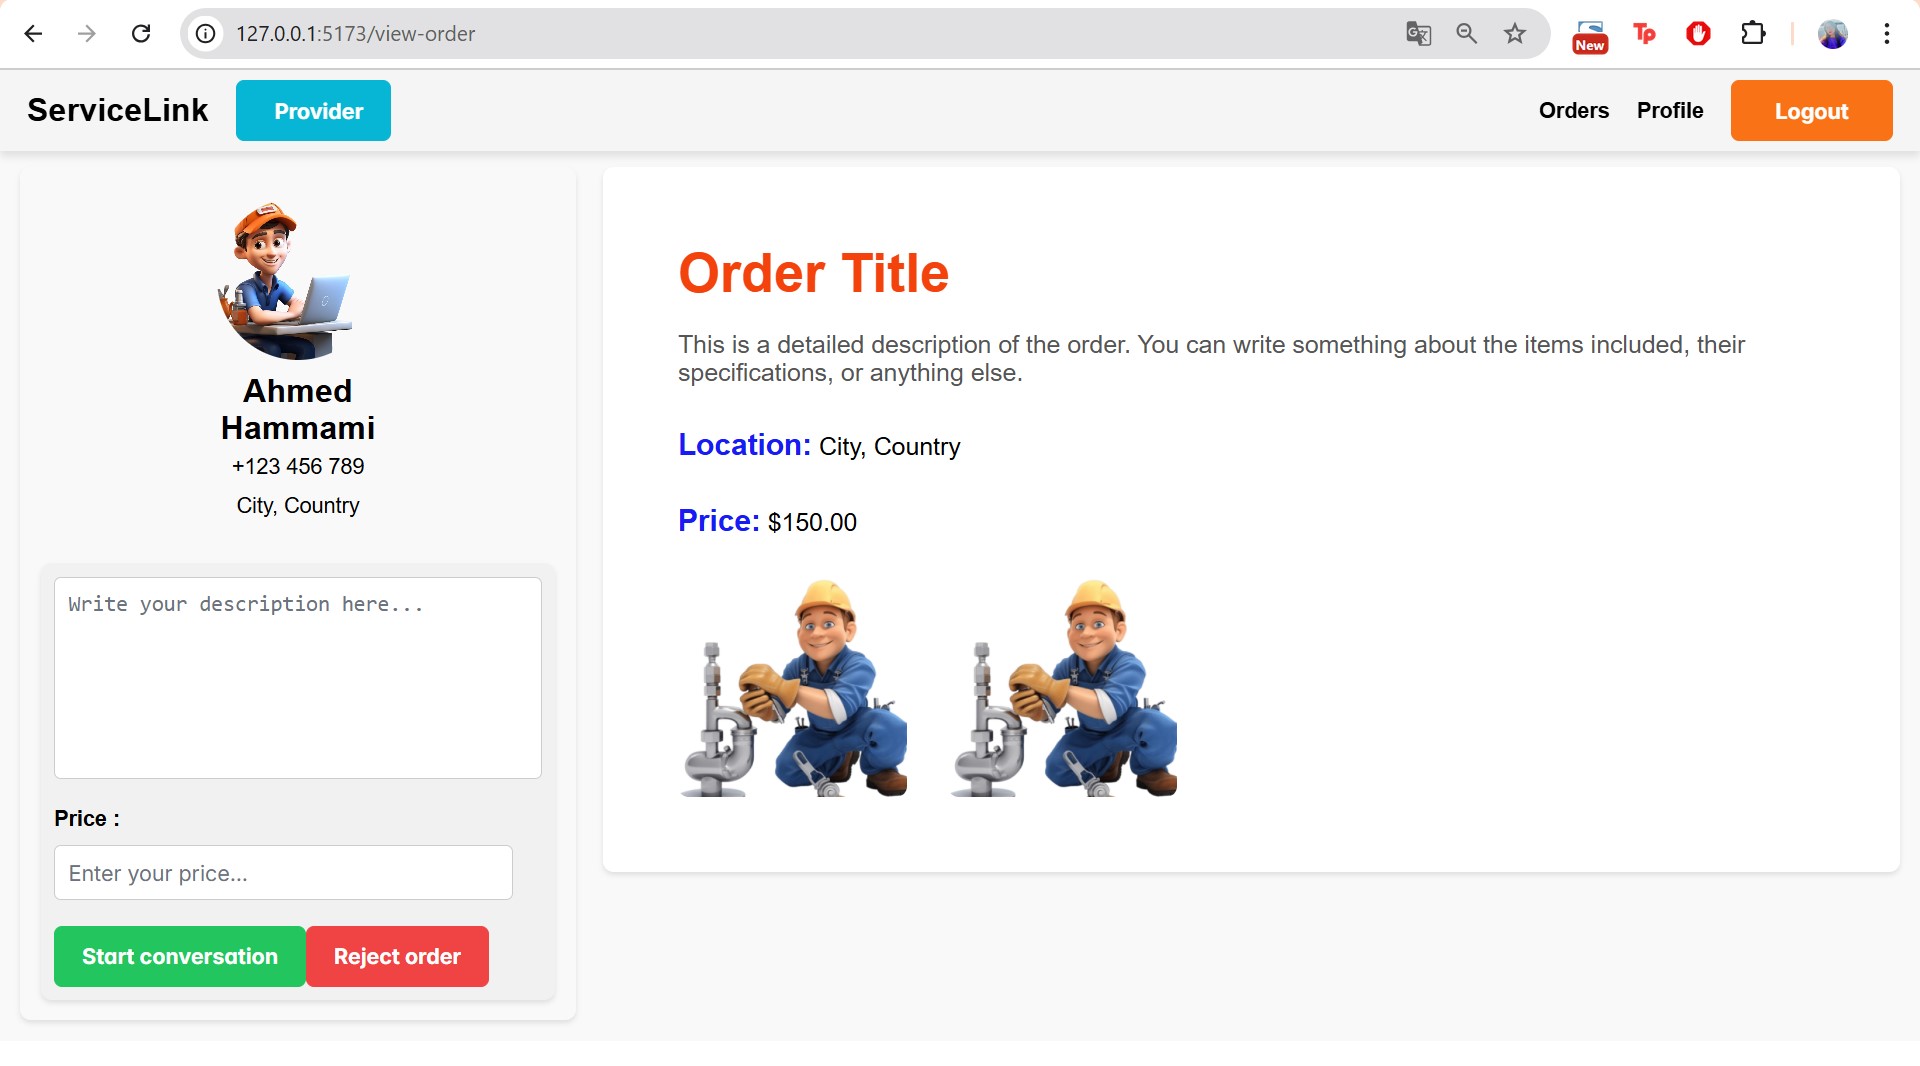 127.0.0.1:5173/view-order
New
Tp
ServiceLink
Provider
Orders
Profile
Logout
Ahmed
Hammami
+123 456 789
City, Country
Write your description here...
Price :
Enter your price...
Start conversation
Reject order
Order Title
This is a detailed description of the order. You can write something about the items included, their
specifications, or anything else.
Location: City, Country
Price: $150.00